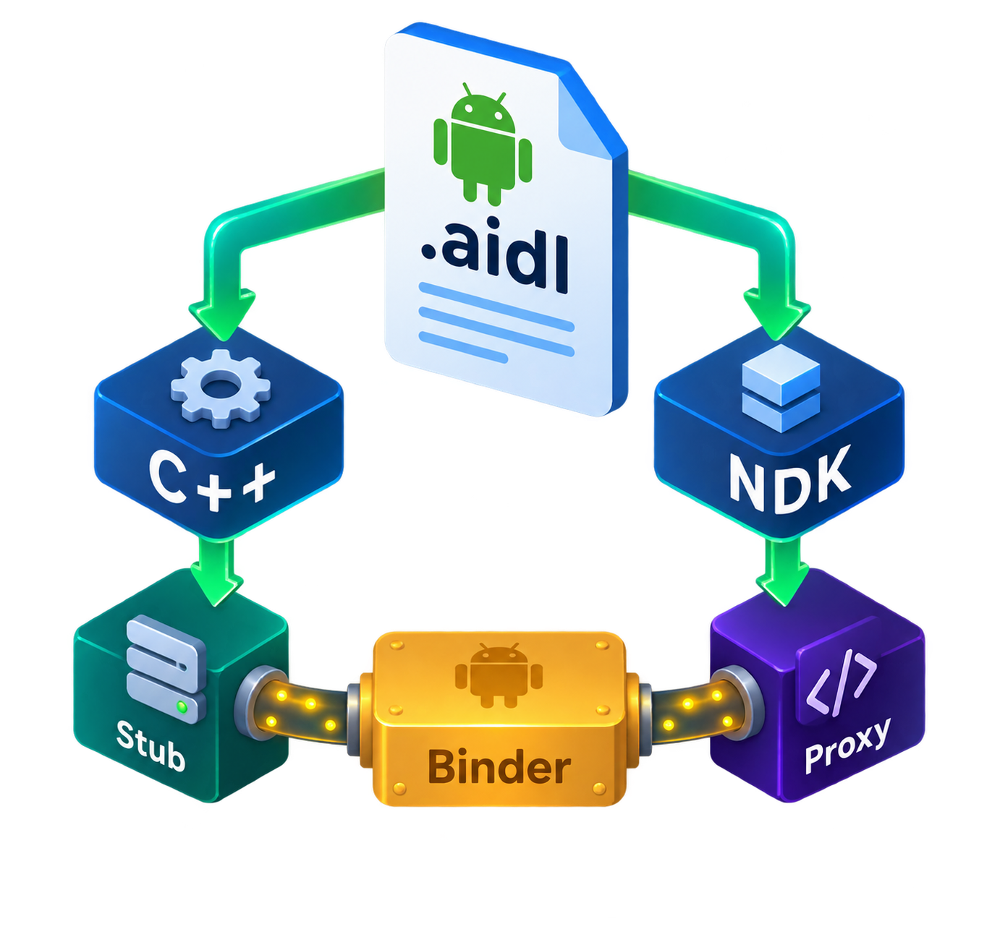 .aidl
C++
NDK
Stub
Binder
</>
Proxy